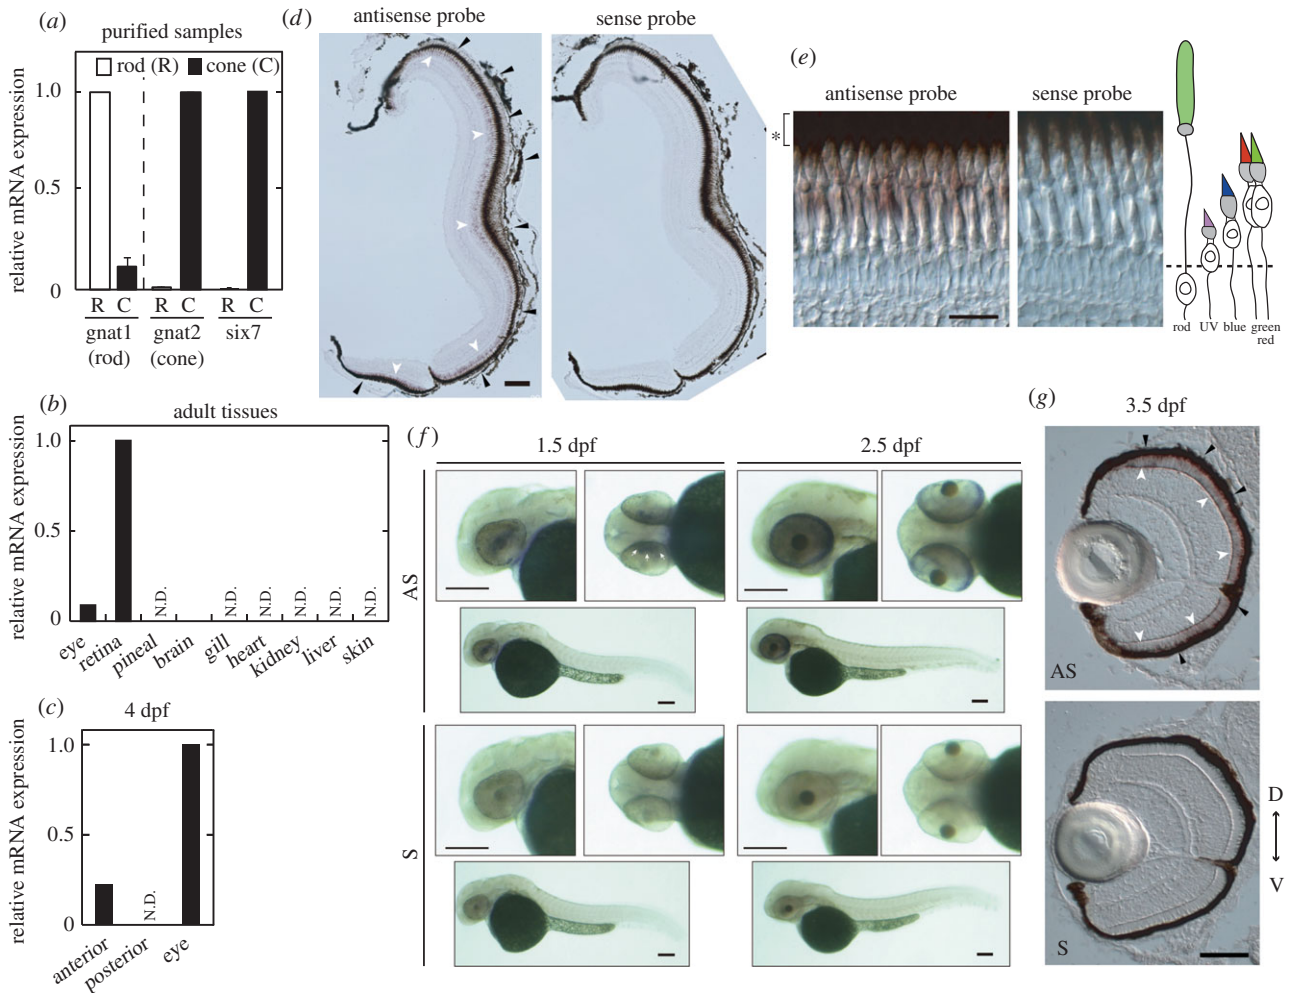 (a)
purified samples
rod (R) cone (C)
relative mRNA expression
1.0
0.5
0
R C R C R C
gnat1 gnat2 six7
(rod) (cone)
(b)
adult tissues
relative mRNA expression
1.0
0.5
0
N.D. N.D. N.D. N.D. N.D. N.D.
eye retina pineal brain gill heart kidney liver skin
(c)
4 dpf
relative mRNA expression
1.0
0.5
0
N.D.
anterior posterior eye
(d)
antisense probe sense probe
(e)
antisense probe sense probe
*
rod UV blue green
red
(f)
1.5 dpf 2.5 dpf
AS
S
(g)
3.5 dpf
AS
D
V
S